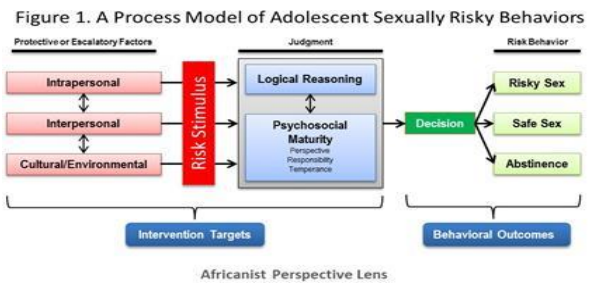 Figure 1. A Process Model of Adolescent Sexually Risky Behaviors
Protective or Escalatory Factors
Judgment
Risk Behavior
Intrapersonal
Interpersonal
Cultural/Environmental
Risk Stimulus
Logical Reasoning
Psychosocial
Maturity
Perspective
Responsibility
Temperance
Decision
Risky Sex
Safe Sex
Abstinence
Intervention Targets
Behavioral Outcomes
Africanist Perspective Lens